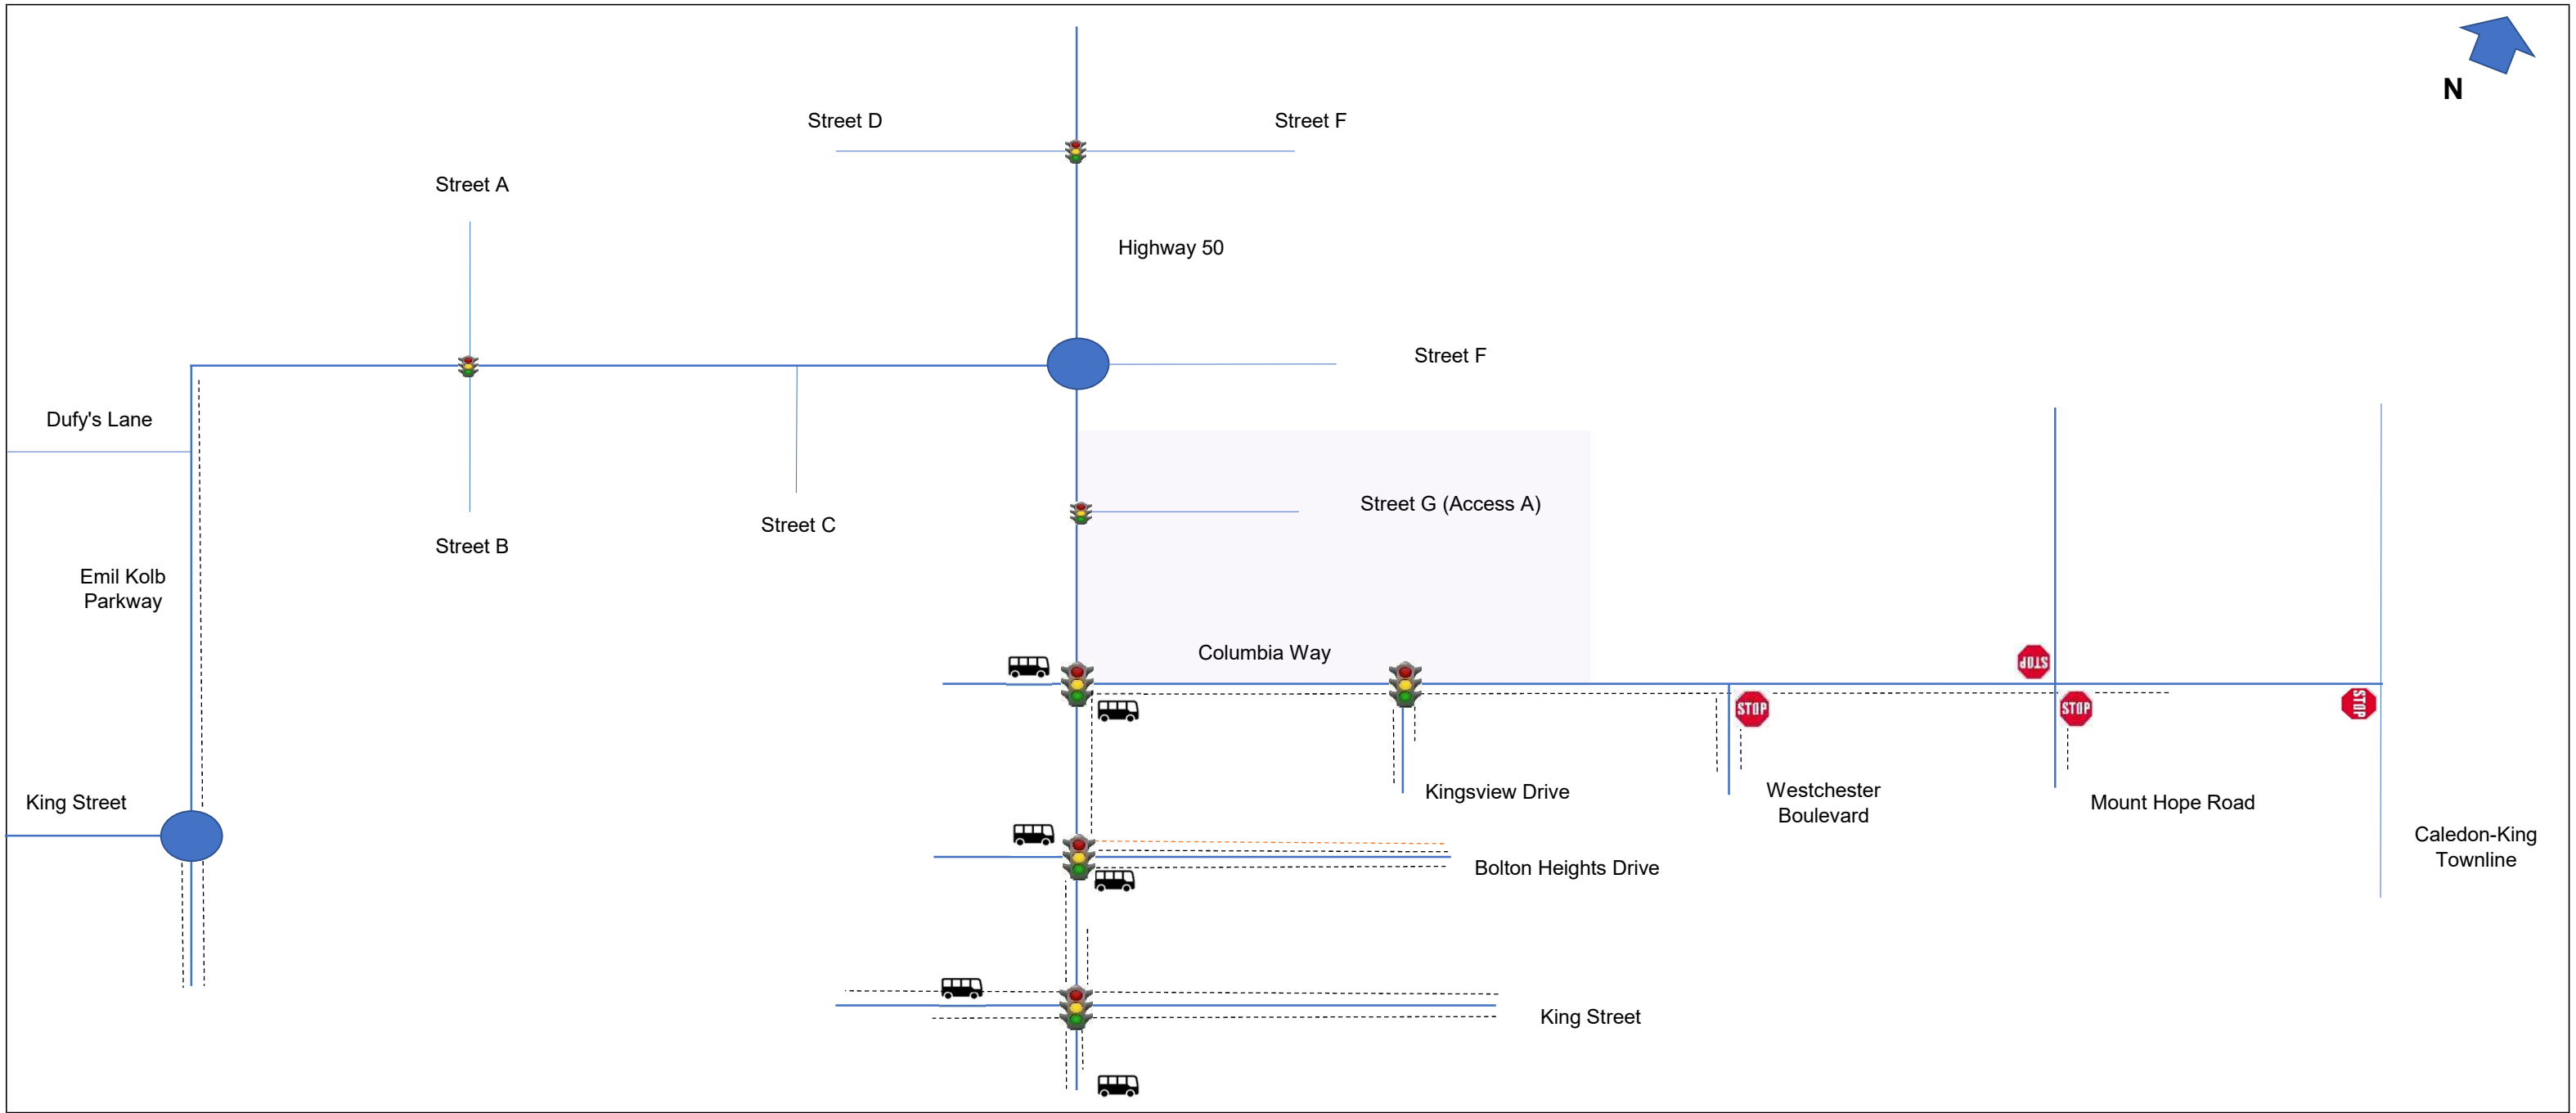 N
Street D
Street F
Street A
Highway 50
Street F
Dufy's Lane
Street G (Access A)
Street C
Street B
Emil Kolb
Parkway
Columbia Way
STOP
STOP
STOP
STOP
Kingsview Drive
Westchester
Boulevard
King Street
Mount Hope Road
Caledon-King
Townline
Bolton Heights Drive
King Street